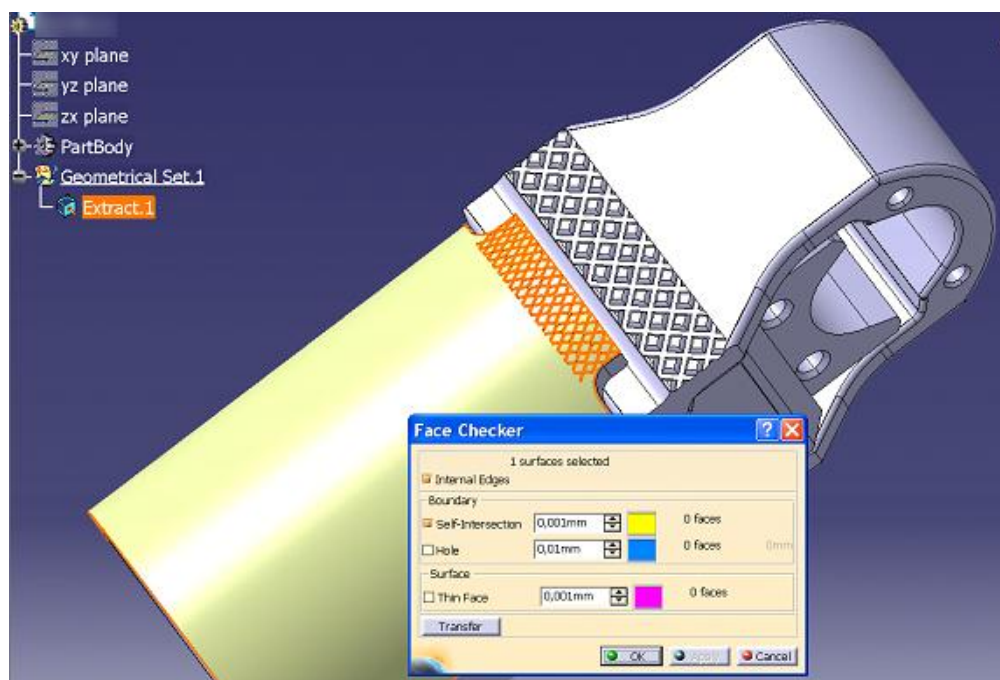 xy plane
yz plane
zx plane
PartBody
Geometrical Set.1
Extract.1
Face Checker
1 surfaces selected
Internal Edges
Boundary
Self-Intersection 0,001mm 0 faces
Hole 0,01mm 0 faces 0mm
Surface
Thin Face 0,001mm 0 faces
Transfer
OK Apply Cancel